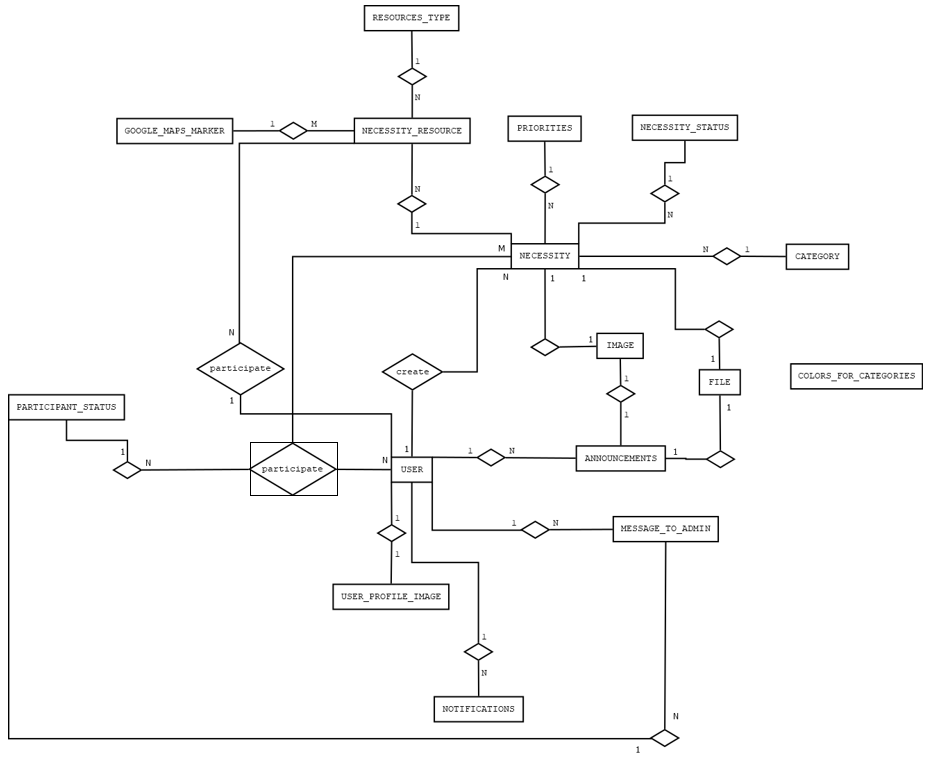 RESOURCES_TYPE
1
N
GOOGLE_MAPS_MARKER
1
M
NECESSITY_RESOURCE
PRIORITIES
NECESSITY_STATUS
1
N
1
N
N
1
1
N
M
NECESSITY
N
1
CATEGORY
N
1
1
N
participate
1
create
1
IMAGE
1
1
1
FILE
1
COLORS_FOR_CATEGORIES
PARTICIPANT_STATUS
1
N
participate
N
1
USER
1
N
ANNOUNCEMENTS
1
1
1
USER_PROFILE_IMAGE
1
N
MESSAGE_TO_ADMIN
1
N
NOTIFICATIONS
N
1